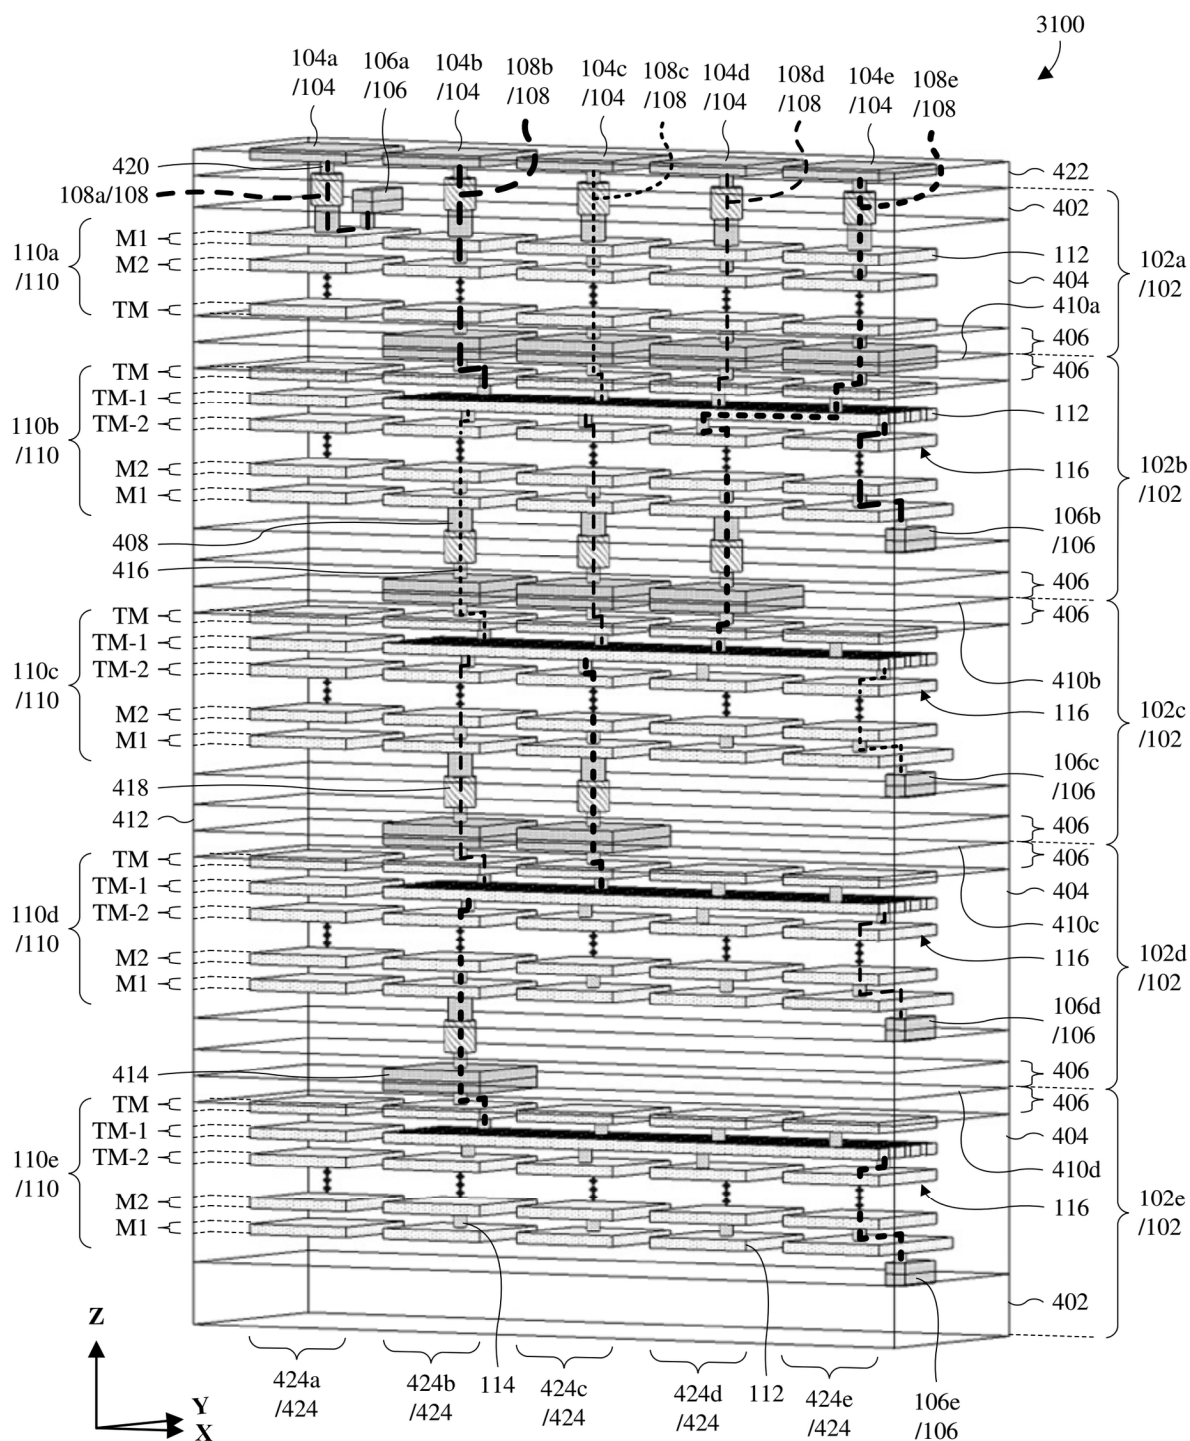 3100
104a
/104
106a
/106
104b
/104
108b
/108
104c
/104
108c
/108
104d
/104
108d
/108
104e
/104
108e
/108
420
422
108a/108
402
110a
/110
M1
M2
TM
112
404
410a
102a
/102
406
406
110b
/110
TM
TM-1
TM-2
M2
M1
112
116
102b
/102
106b
/106
408
416
406
406
110c
/110
TM
TM-1
TM-2
M2
M1
410b
116
102c
/102
106c
/106
418
412
406
406
110d
/110
TM
TM-1
TM-2
M2
M1
404
410c
116
102d
/102
106d
/106
414
406
406
110e
/110
TM
TM-1
TM-2
M2
M1
404
410d
116
102e
/102
402
Z
Y
X
424a
/424
424b
/424
114
424c
/424
424d
/424
112
424e
/424
106e
/106